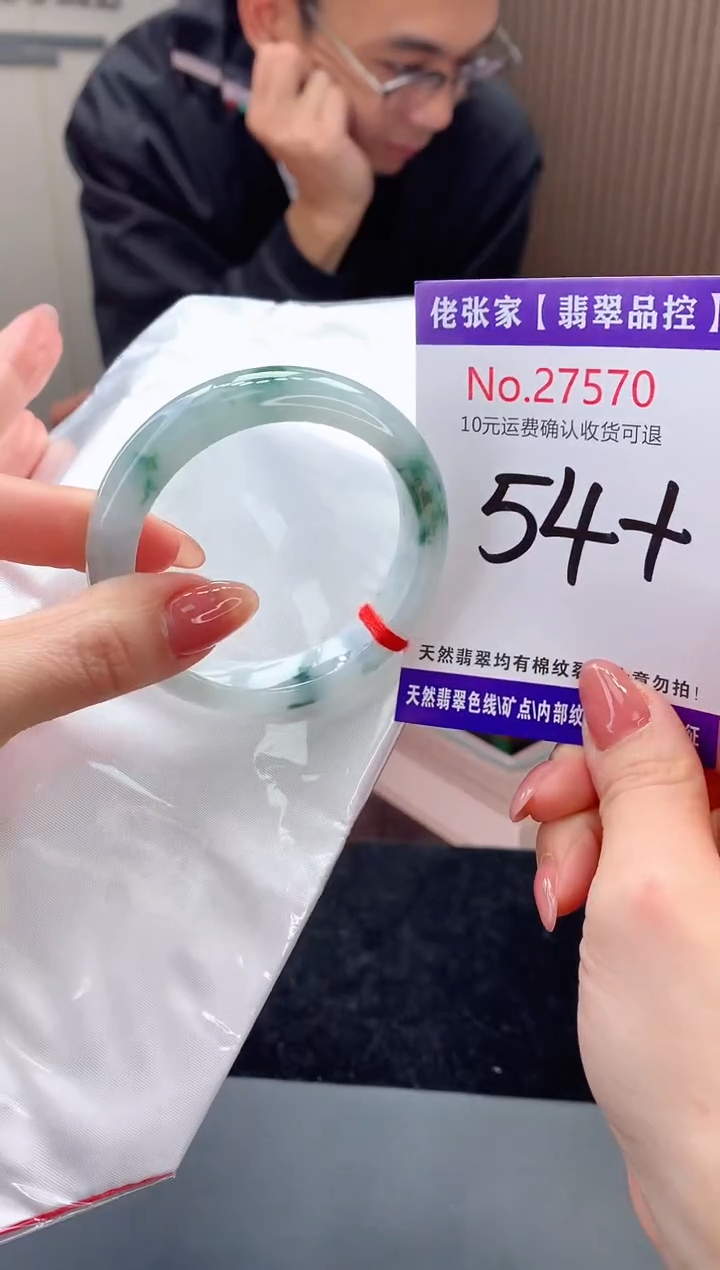 佬张家【翡翠品控】
No.27570
10元运费确认收货可退
54+
天然翡翠均有棉纹裂 意勿拍!
天然翡翠色线\矿点\内部纹 征